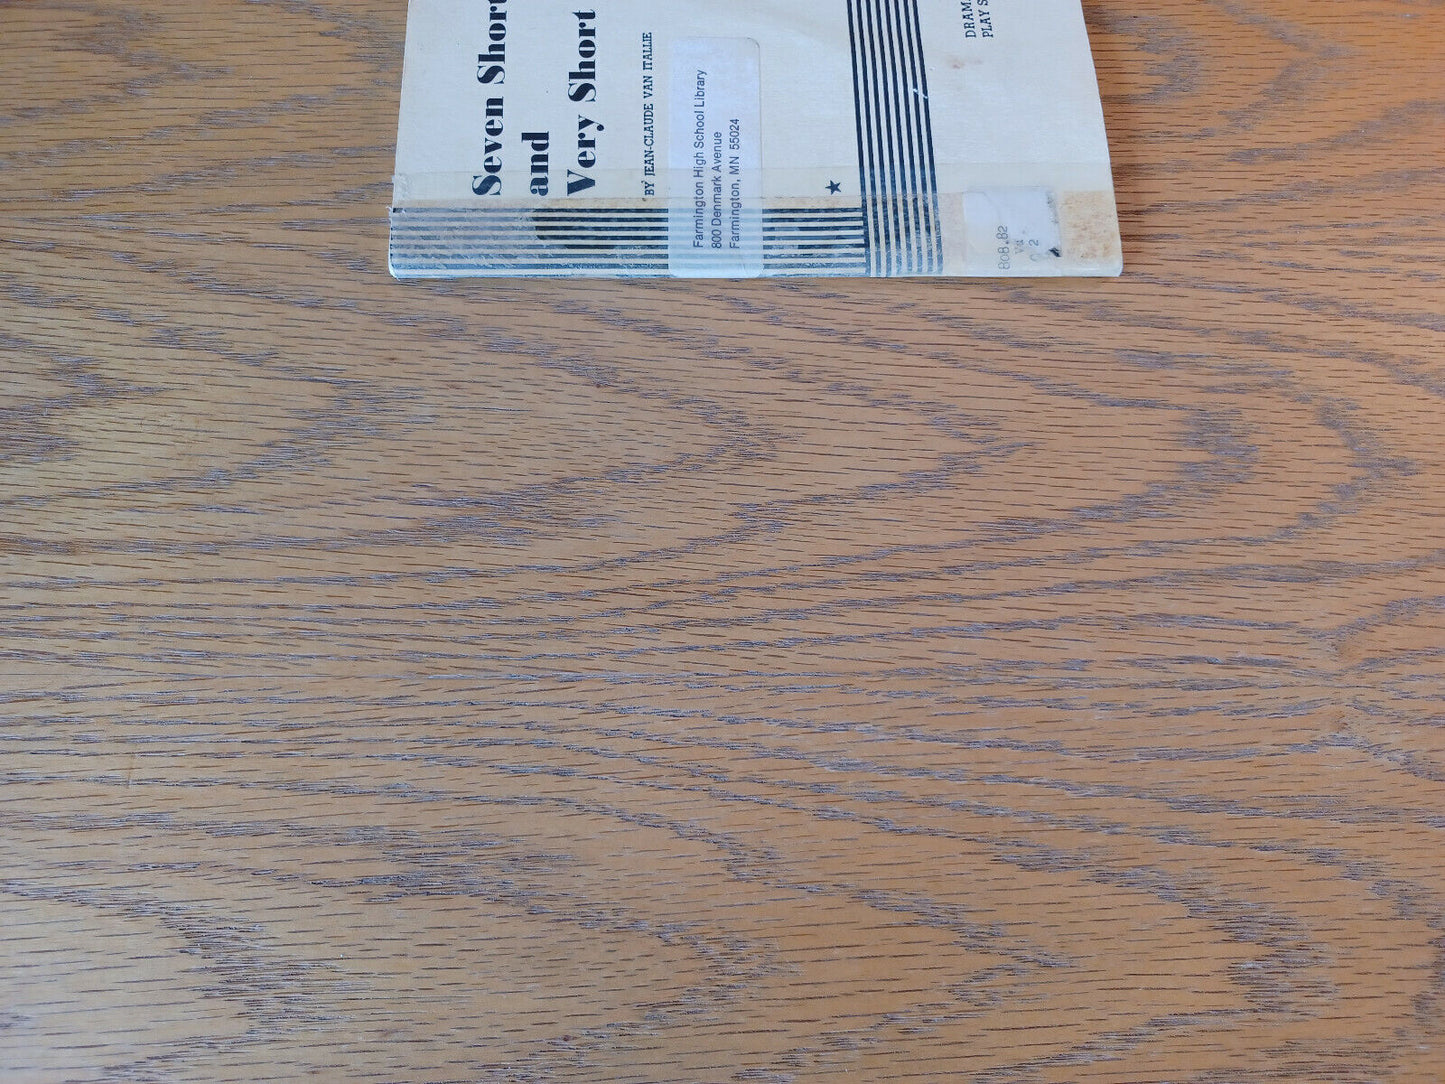 Seven Short
and
Very Short
BY JEAN-CLAUDE VAN ITALLIE
Farmington High School Library
800 Denmark Avenue
Farmington, MN 55024
PLAY S
808.82
C 2